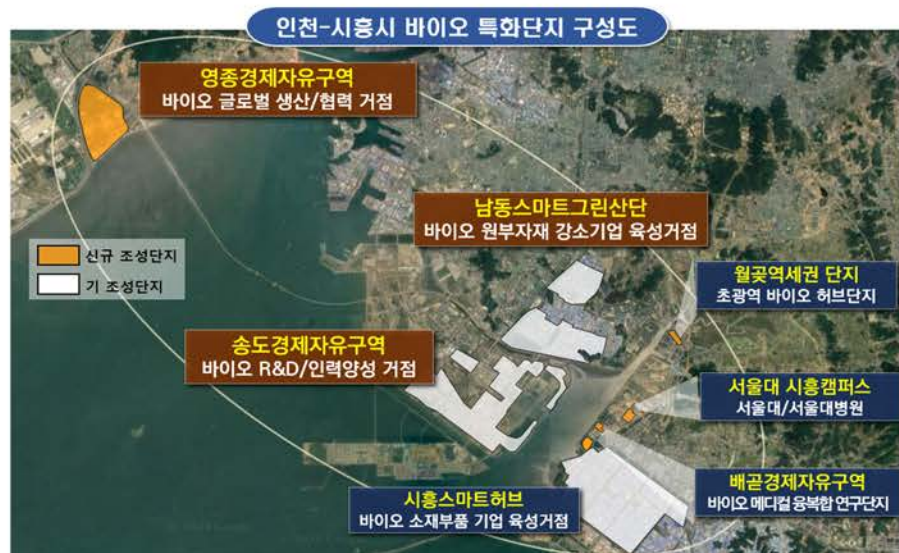 인천-시흥시 바이오 특화단지 구성도
영종경제자유구역
바이오 글로벌 생산/협력 거점
남동스마트그린산단
바이오 원부자재 강소기업 육성거점
신규 조성단지
기 조성단지
월곶역세권 단지
초광역 바이오 허브단지
송도경제자유구역
바이오 R&D/인력양성 거점
서울대 시흥캠퍼스
서울대/서울대병원
배곧경제자유구역
바이오 메디컬 융복합 연구단지
시흥스마트허브
바이오 소재부품 기업 육성거점